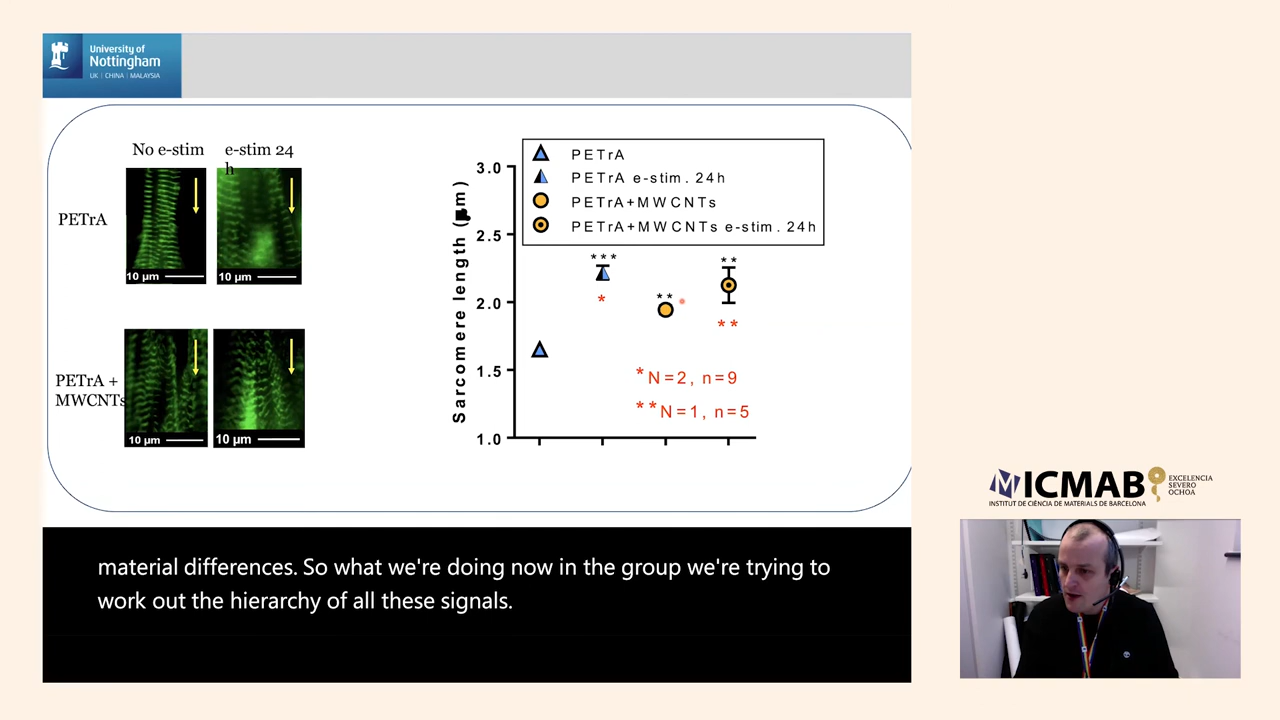 University of
Nottingham
UK | CHINA | MALAYSIA
No e-stim
e-stim 24
h
PETrA
10 µm
10 µm
PETrA +
MWCNTs
10 µm
10 µm
Sarcomere length (µm)
3.0
2.5
2.0
1.5
1.0
PETrA
PETrA e-stim. 24h
PETrA+MWCNTs
PETrA+MWCNTs e-stim. 24h
***
*
**
**
**
*N=2, n=9
**N=1, n=5
material differences. So what we're doing now in the group we're trying to
work out the hierarchy of all these signals.
ICMAB
INSTITUT DE CIÈNCIA DE MATERIALS DE BARCELONA
EXCELENCIA
SEVERO
OCHOA